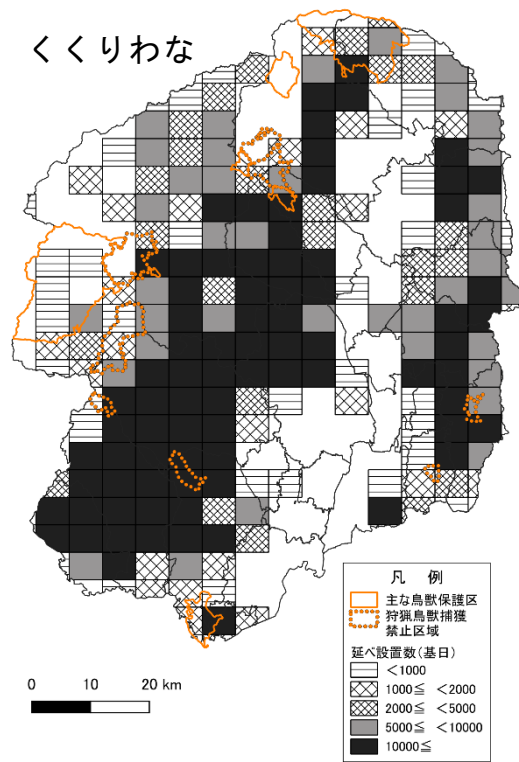 くくりわな
凡 例
主な鳥獣保護区
狩猟鳥獣捕獲
禁止区域
延べ設置数(基日)
<1000
1000≦ <2000
2000≦ <5000
5000≦ <10000
10000≦
0 10 20 km